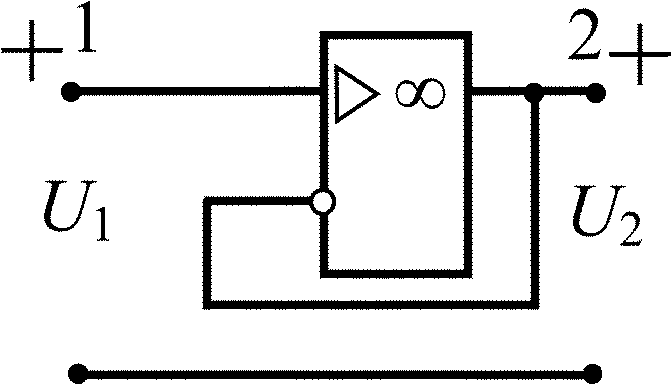 + 1 2 +
▷ ∞
U₁ U₂